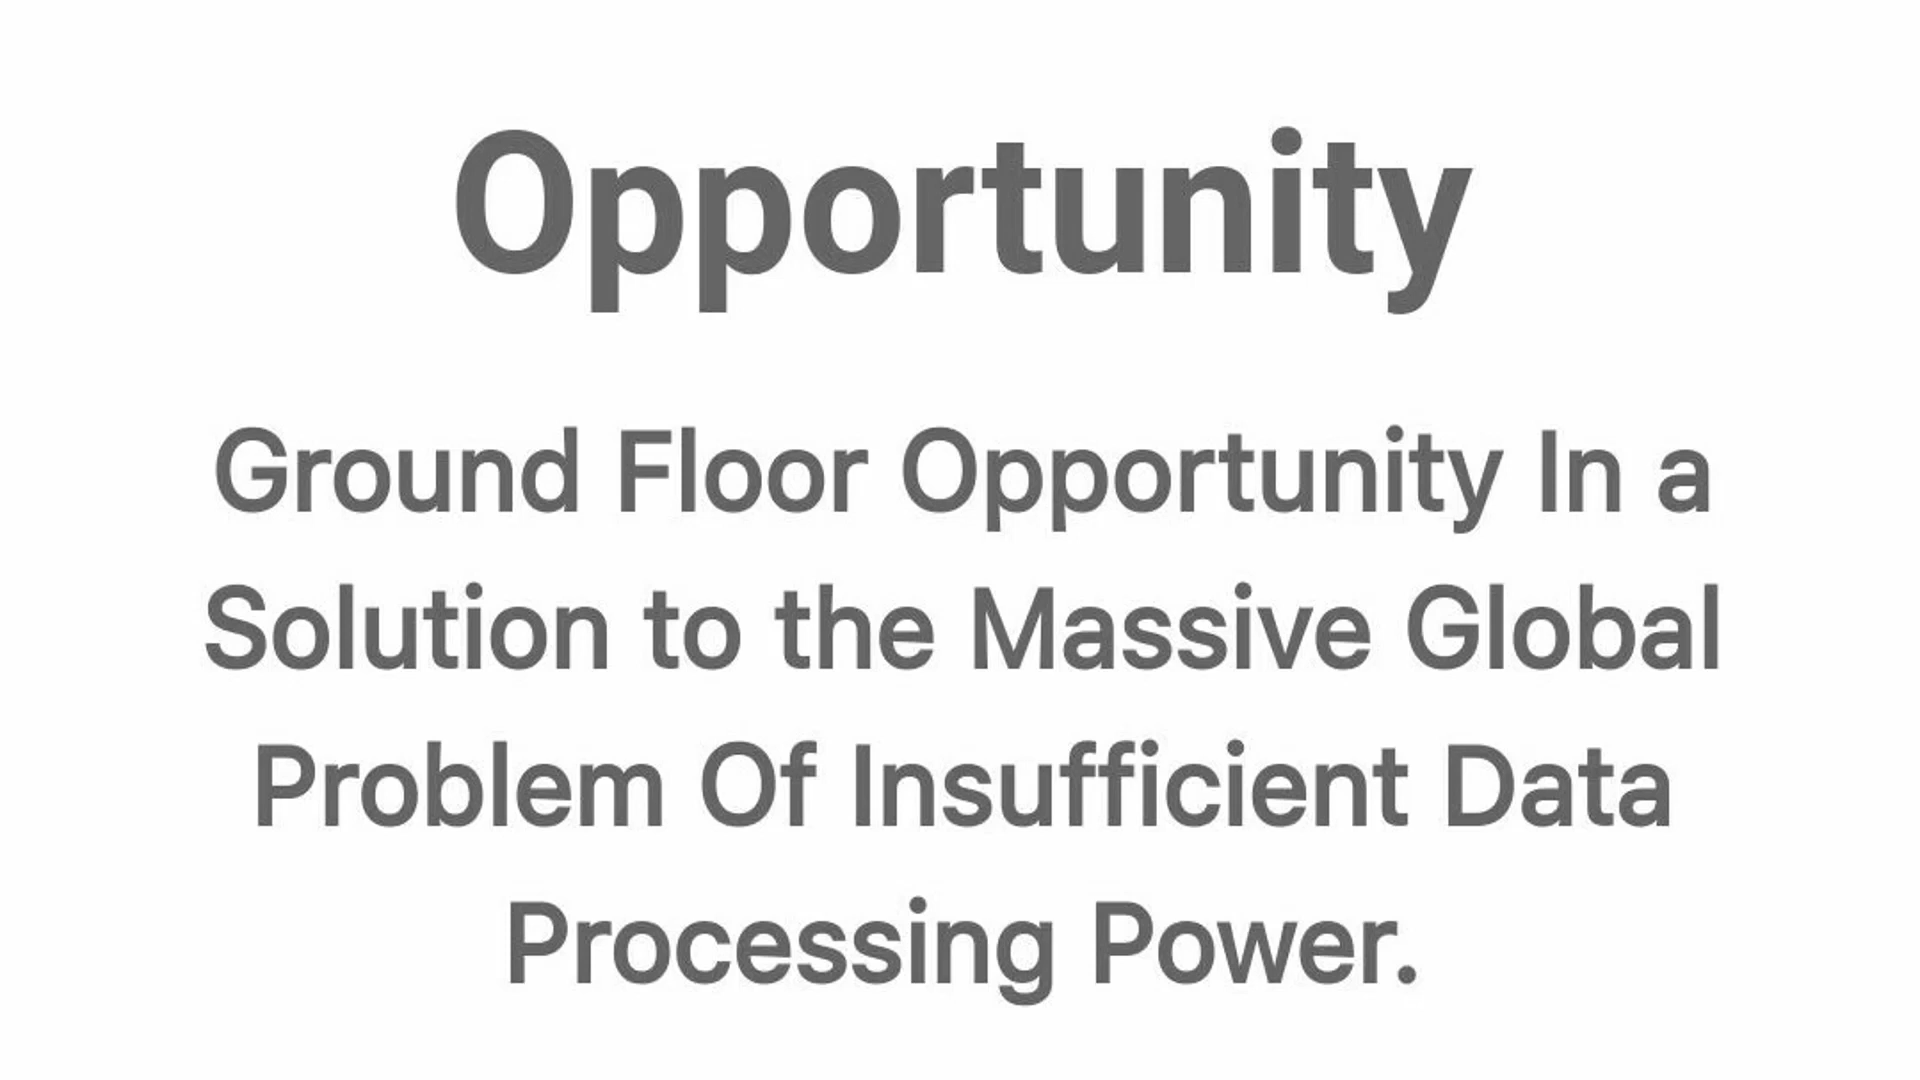 Opportunity
Ground Floor Opportunity In a
Solution to the Massive Global
Problem Of Insufficient Data
Processing Power.